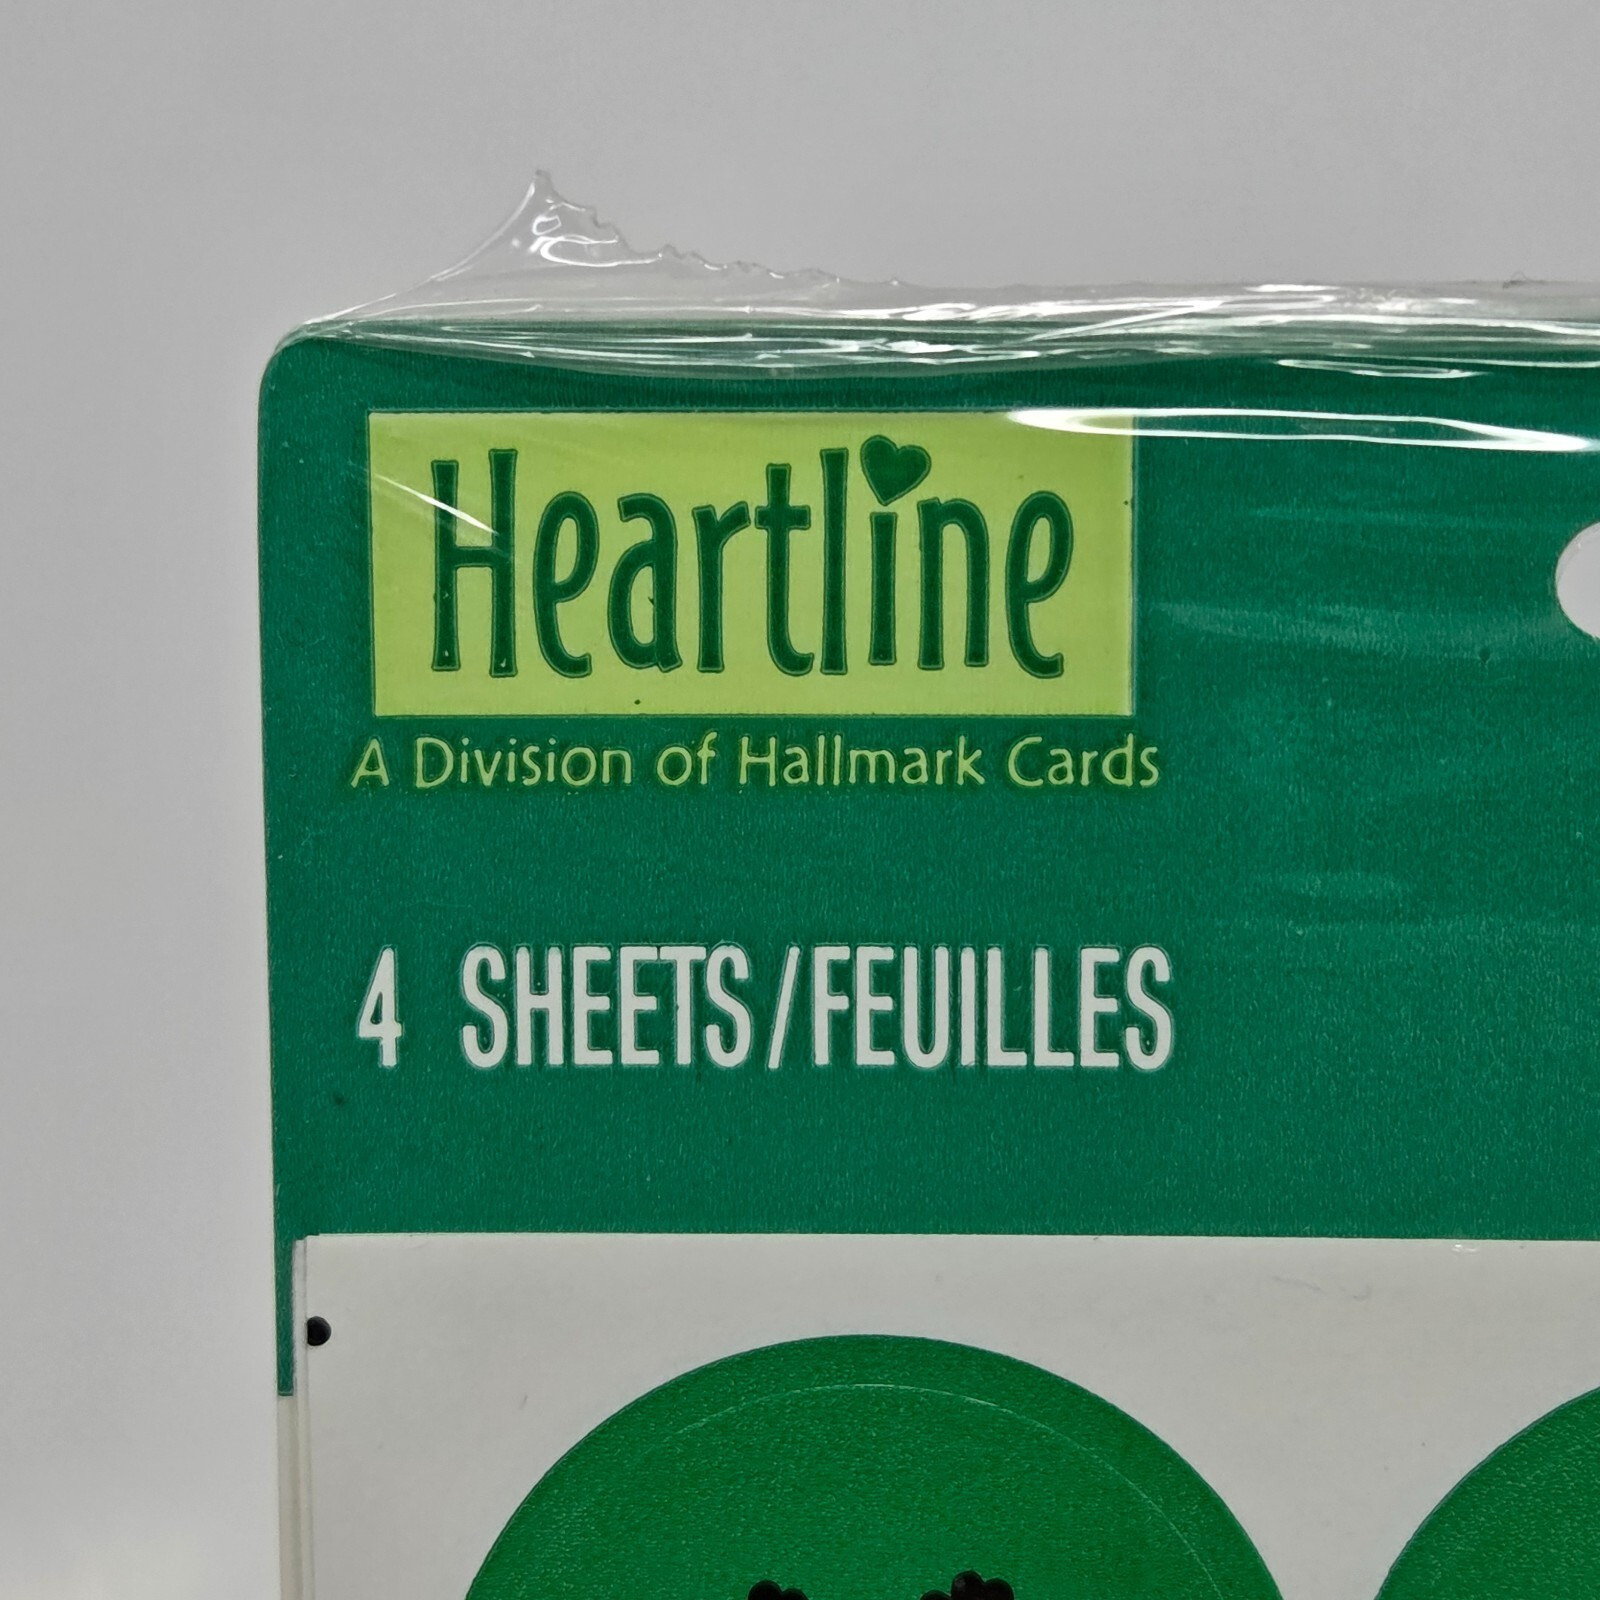 Heartline
A Division of Hallmark Cards
4 SHEETS/FEUILLES